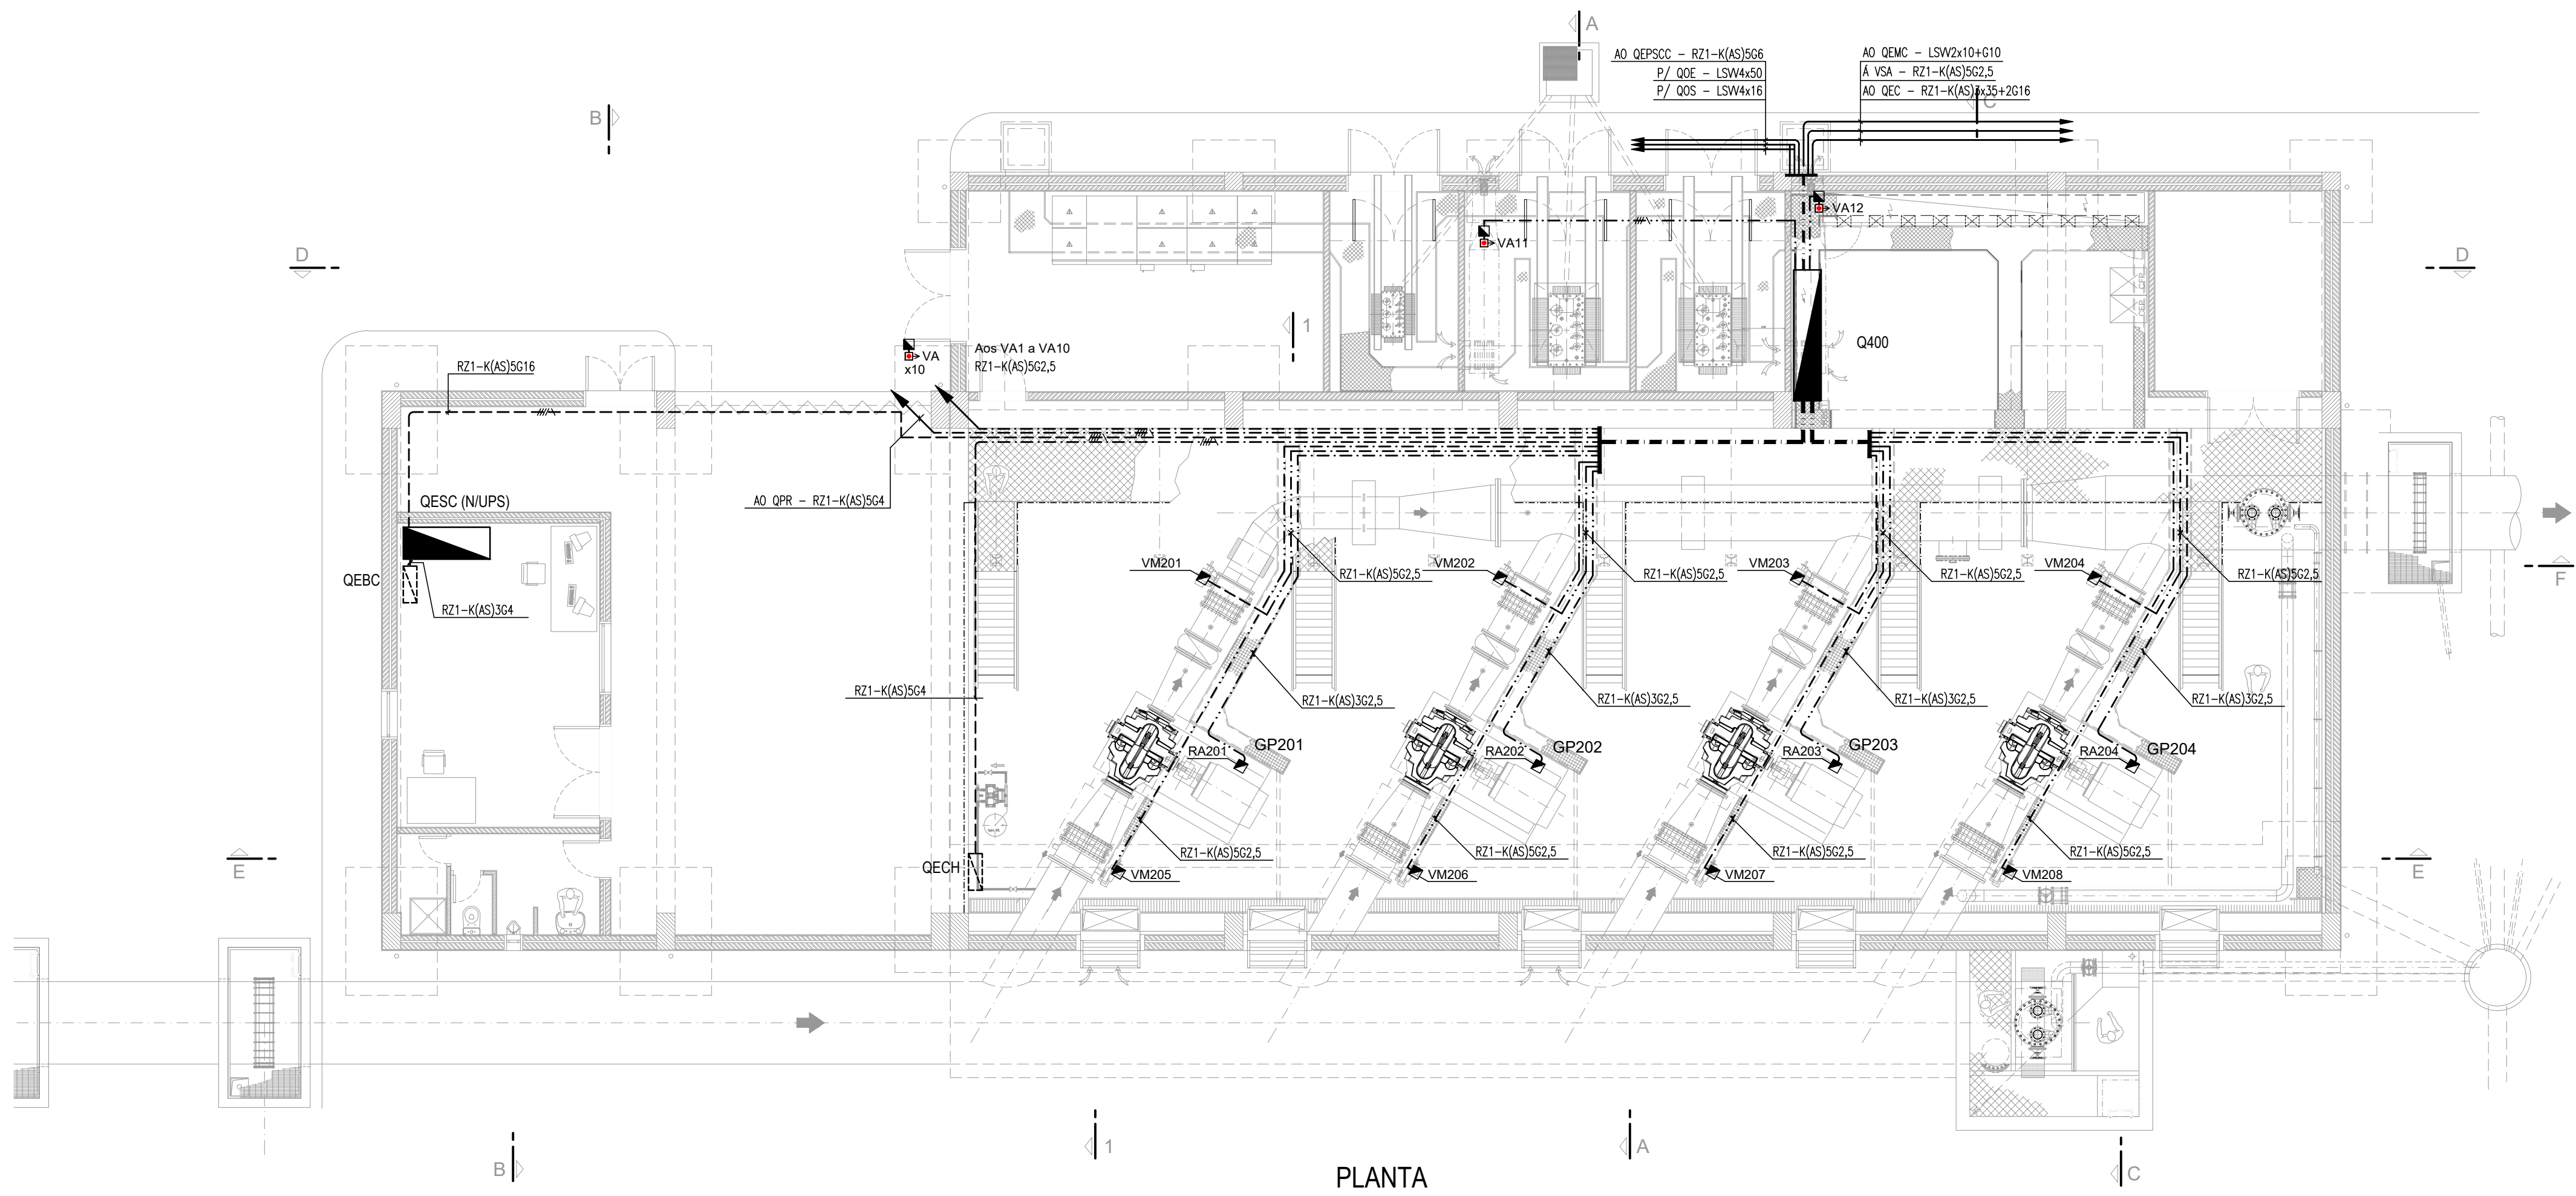 A
AO QEPSCC - RZ1-K(AS)5G6
P/ QOE - LSVV4x50
P/ QOS - LSVV4x16
AO QEMC - LSVV2x10+G10
Á VSA - RZ1-K(AS)5G2,5
AO QEC - RZ1-K(AS)3x35+2G16
C
B
VA12
VA11
D
D
1
Q400
VA
x10
Aos VA1 a VA10
RZ1-K(AS)5G2,5
RZ1-K(AS)5G16
QESC (N/UPS)
AO QPR - RZ1-K(AS)5G4
QEBC
RZ1-K(AS)3G4
VM201
RZ1-K(AS)5G2,5
VM202
RZ1-K(AS)5G2,5
VM203
RZ1-K(AS)5G2,5
VM204
RZ1-K(AS)5G2,5
F
RZ1-K(AS)5G4
RZ1-K(AS)3G2,5
RZ1-K(AS)3G2,5
RZ1-K(AS)3G2,5
RZ1-K(AS)3G2,5
RA201
GP201
RA202
GP202
RA203
GP203
RA204
GP204
RZ1-K(AS)5G2,5
RZ1-K(AS)5G2,5
RZ1-K(AS)5G2,5
RZ1-K(AS)5G2,5
E
QECH
VM205
VM206
VM207
VM208
E
B
1
A
C
PLANTA